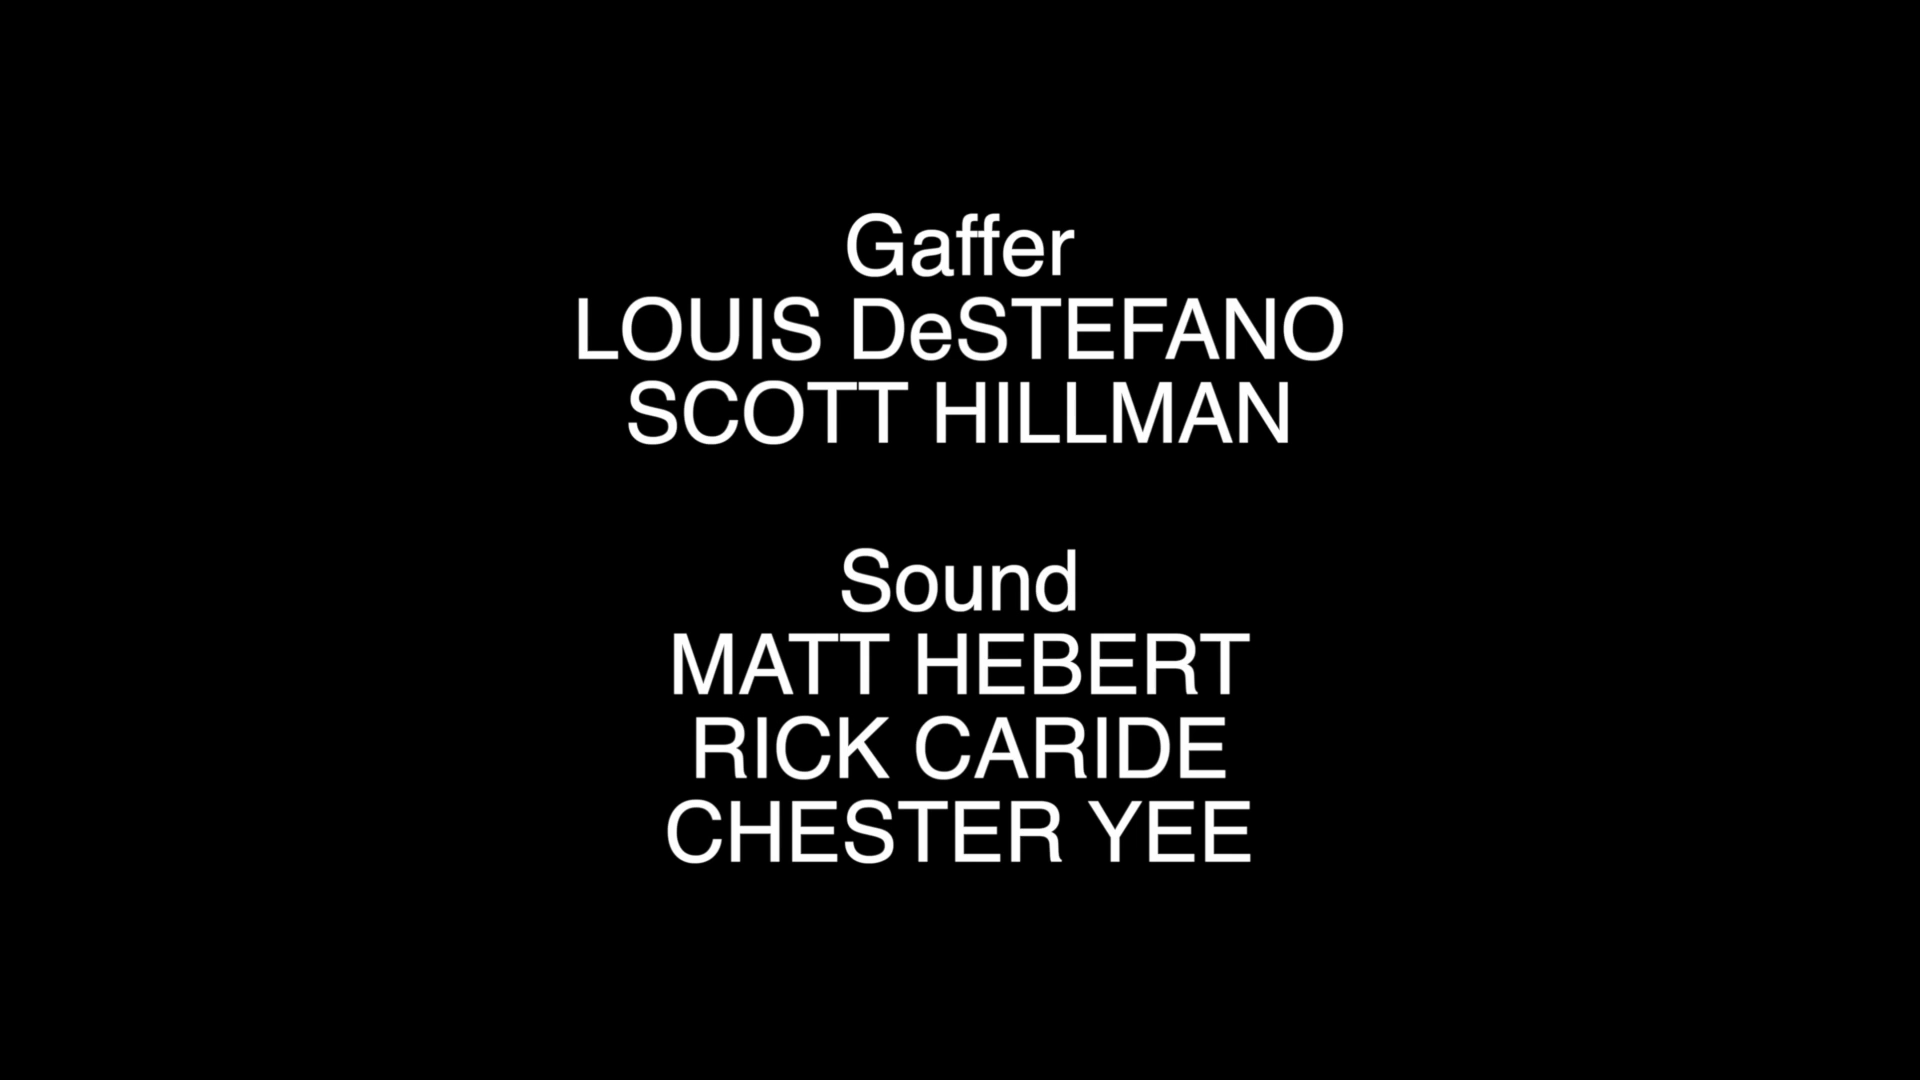 Gaffer
LOUIS DeSTEFANO
SCOTT HILLMAN
Sound
MATT HEBERT
RICK CARIDE
CHESTER YEE